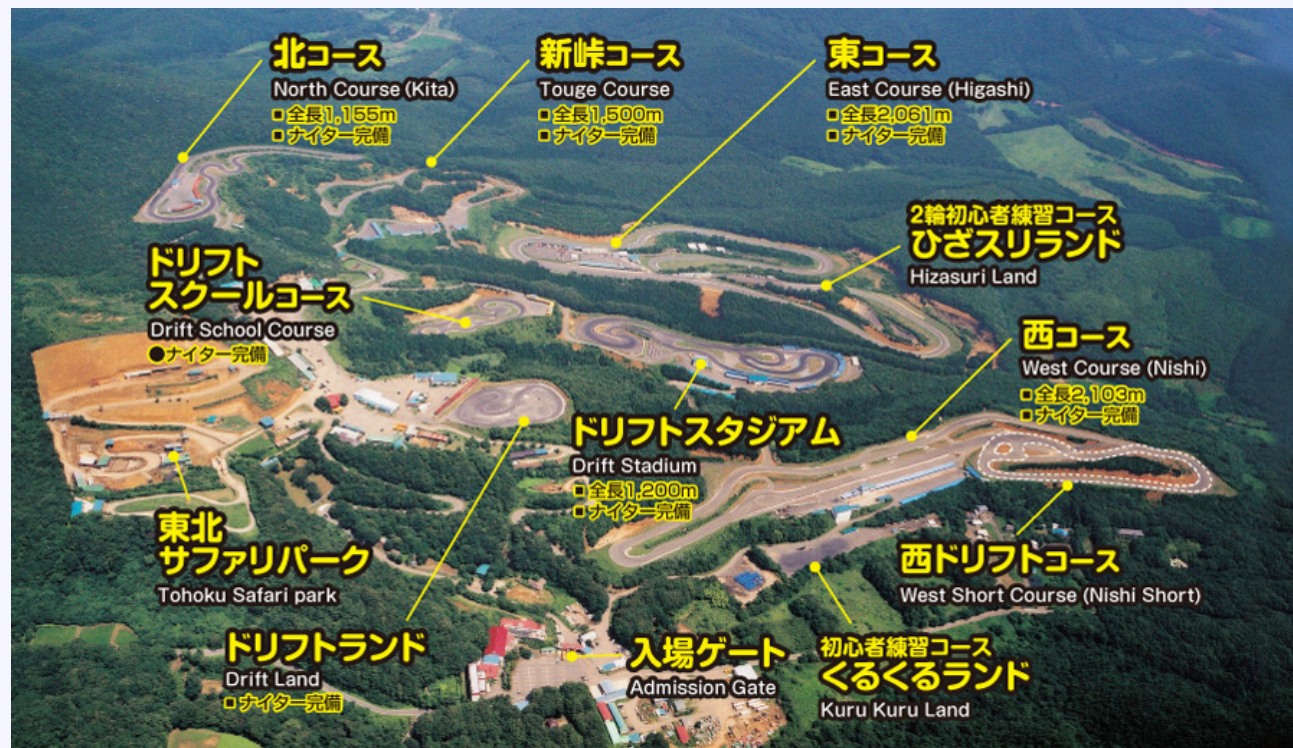 北コース
North Course (Kita)
■全長1,155m
■ナイター完備
新峠コース
Touge Course
■全長1,500m
■ナイター完備
東コース
East Course (Higashi)
■全長2,061m
■ナイター完備
2輪初心者練習コース
ひざスリランド
Hizasuri Land
ドリフト
スクールコース
Drift School Course
●ナイター完備
西コース
West Course (Nishi)
■全長2,103m
■ナイター完備
ドリフトスタジアム
Drift Stadium
■全長1,200m
■ナイター完備
東北
サファリパーク
Tohoku Safari park
西ドリフトコース
West Short Course (Nishi Short)
ドリフトランド
Drift Land
■ナイター完備
入場ゲート
Admission Gate
初心者練習コース
くるくるランド
Kuru Kuru Land